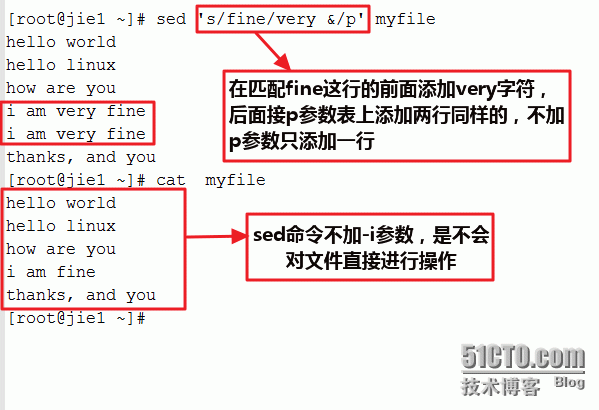 [root@jie1 ~]# sed 's/fine/very &/p' myfile
hello world
hello linux
how are you
i am very fine
i am very fine
thanks, and you
在匹配fine这行的前面添加very字符，
后面接p参数表上添加两行同样的，不加
p参数只添加一行
[root@jie1 ~]# cat  myfile
hello world
hello linux
how are you
i am fine
thanks, and you
[root@jie1 ~]#
sed命令不加-i参数，是不会
对文件直接进行操作
51CTO.com
技术博客 Blog